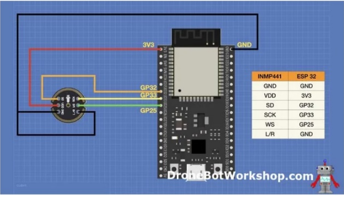 3V3
GND
GP32
GP33
GP25
INMP441 ESP 32
GND GND
VDD 3V3
SD GP32
SCK GP33
WS GP25
L/R GND
DroneBotWorkshop.com